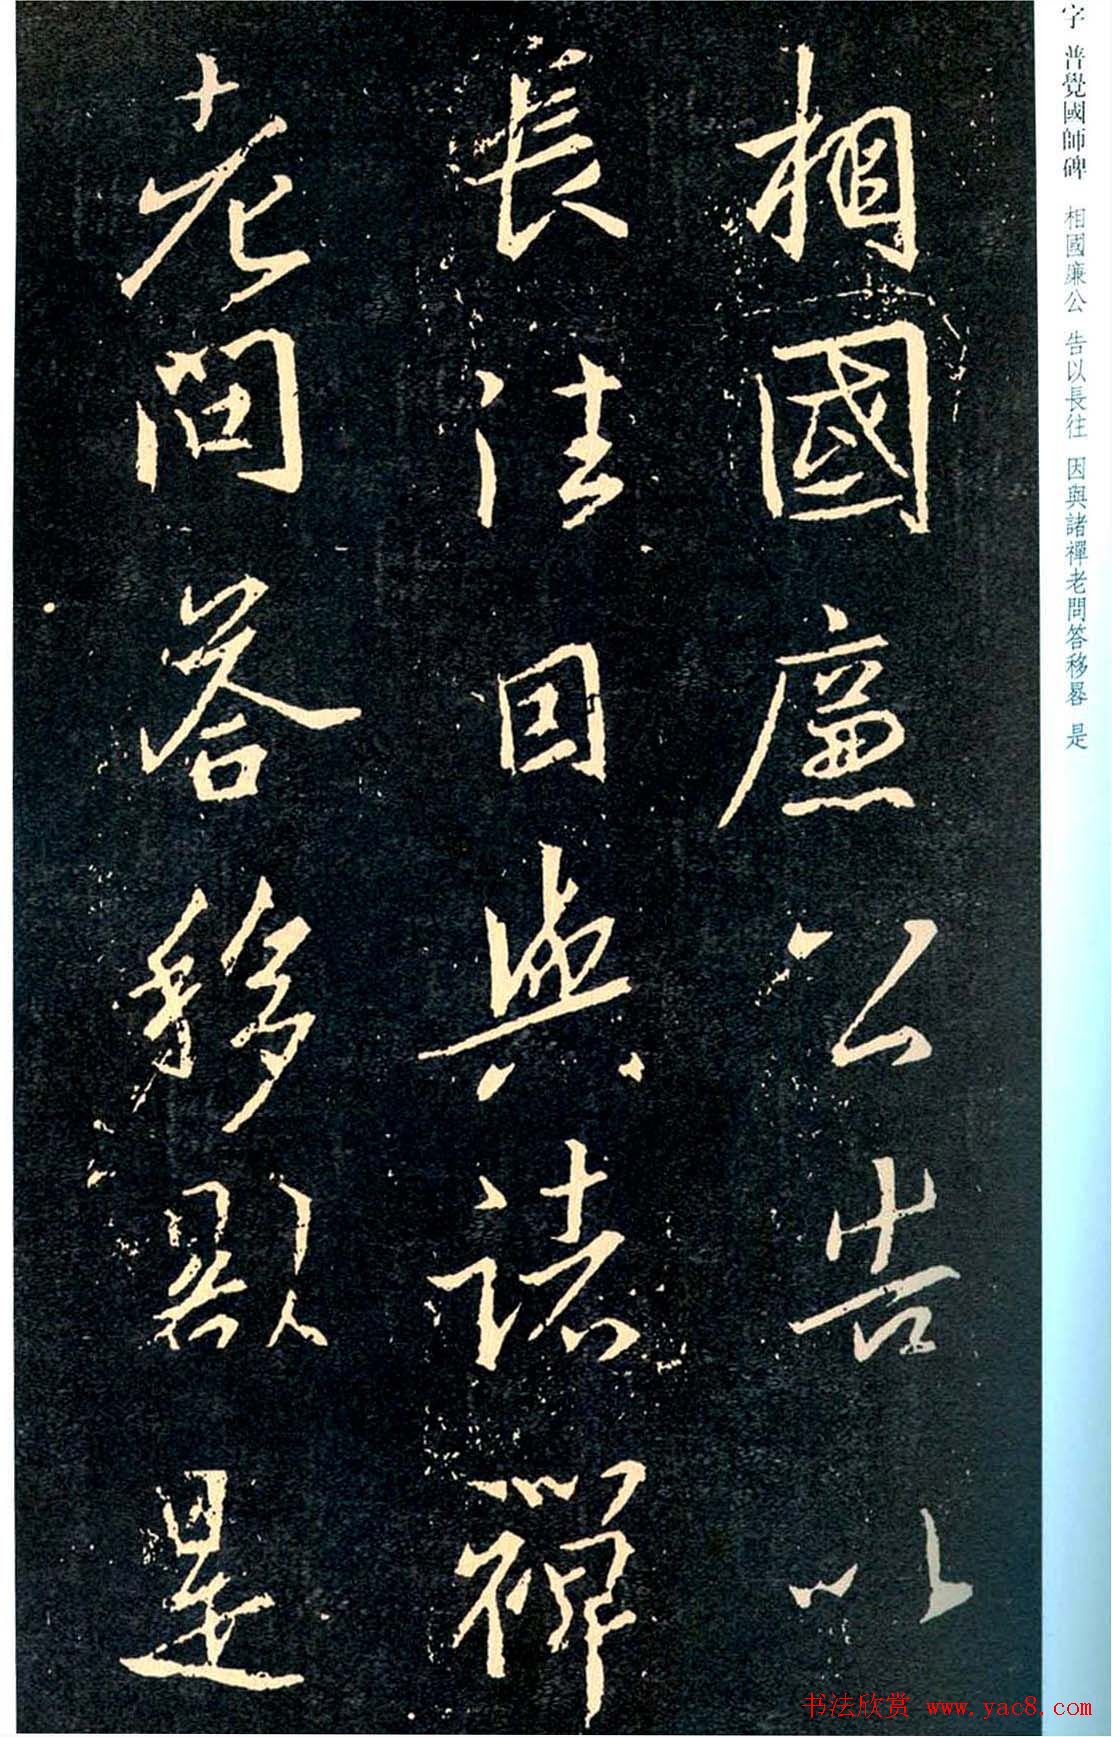 字 普覺國師碑 相國廉公 告以長往 因與諸禪老問答移晷 是
相國廉公告以
長往因與諸禪
老問答移晷是
书法欣赏 www.yac8.com